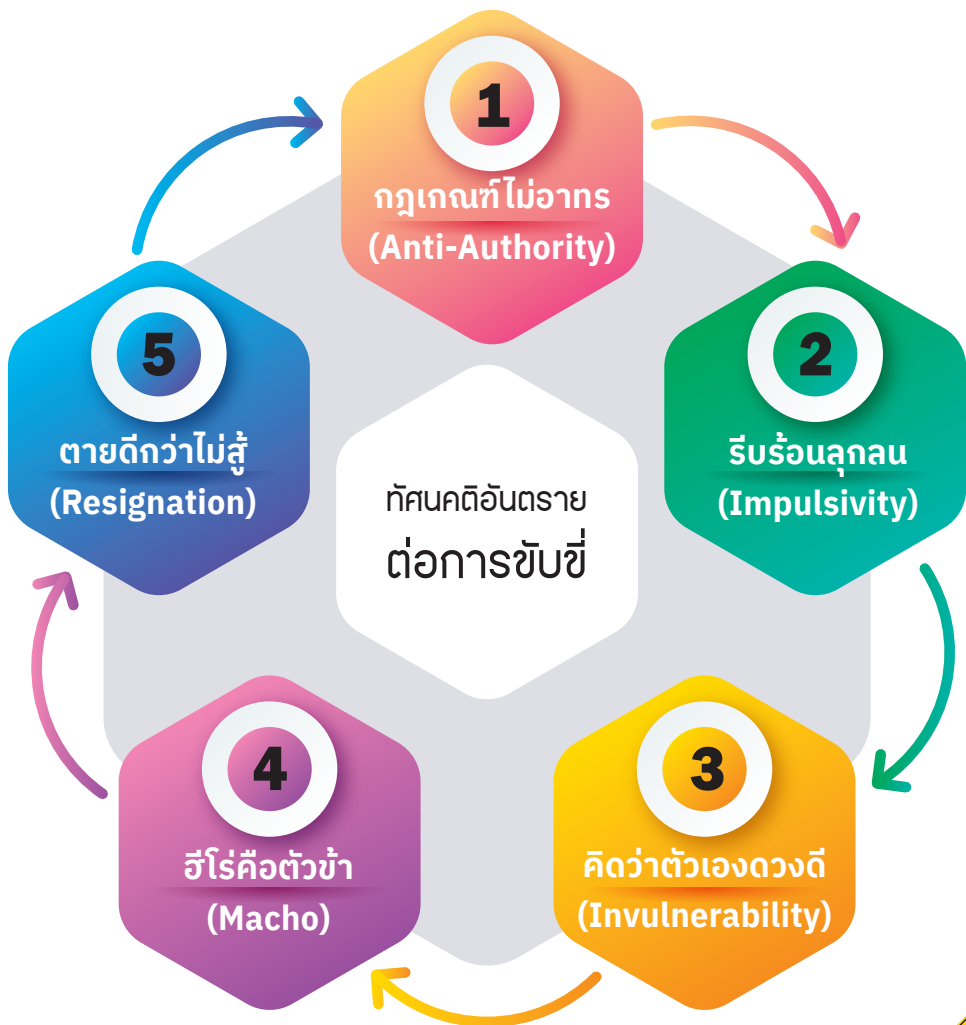 1
กฎเกณฑ์ไม่อาทร
(Anti-Authority)
2
รีบร้อนลุกลน
(Impulsivity)
3
คิดว่าตัวเองดวงดี
(Invulnerability)
4
ฮีโร่คือตัวข้า
(Macho)
5
ตายดีกว่าไม่สู้
(Resignation)
ทัศนคติอันตราย
ต่อการขับขี่